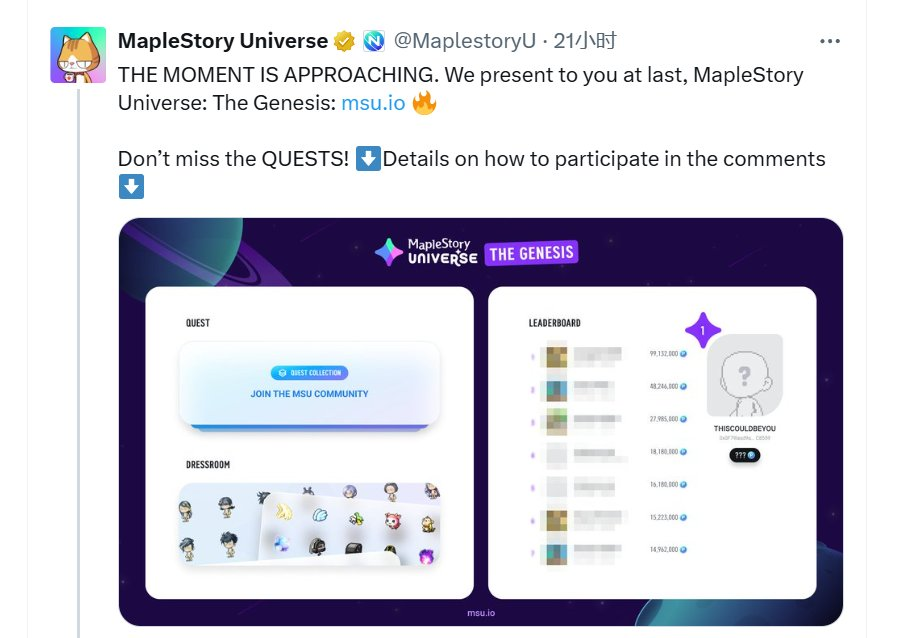 MapleStory Universe @MaplestoryU · 21小时
THE MOMENT IS APPROACHING. We present to you at last, MapleStory
Universe: The Genesis: msu.io 🔥
Don’t miss the QUESTS! ⬇️Details on how to participate in the comments
⬇️
MapleStory
UNIVERSE THE GENESIS
QUEST
QUEST COLLECTION
JOIN THE MSU COMMUNITY
DRESSROOM
LEADERBOARD
1
99,132,000
2
48,246,000
3
27,985,000
4
18,180,000
5
16,180,000
6
15,223,000
7
14,962,000
1
?
THISCOULDBEYOU
???
msu.io